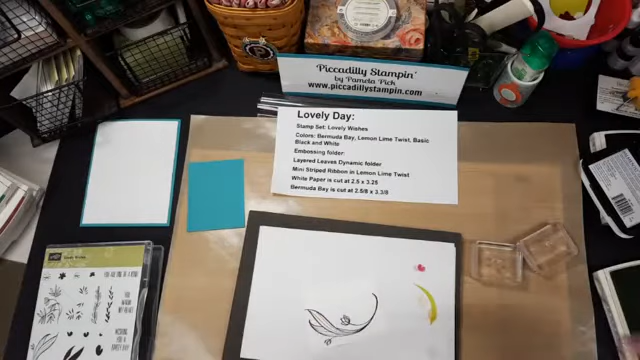 Piccadilly Stampin'
by Pamela Pick
www.piccadillystampin.com
Lovely Day:
Stamp Set: Lovely Wishes
Colors: Bermuda Bay, Lemon Lime Twist, Basic
Black and White
Embossing folder:
Layered Leaves Dynamic folder
Mini Striped Ribbon in Lemon Lime Twist
White Paper is cut at 2.5 x 3.25
Bermuda Bay is cut at 2.5/8 x 3.3/8